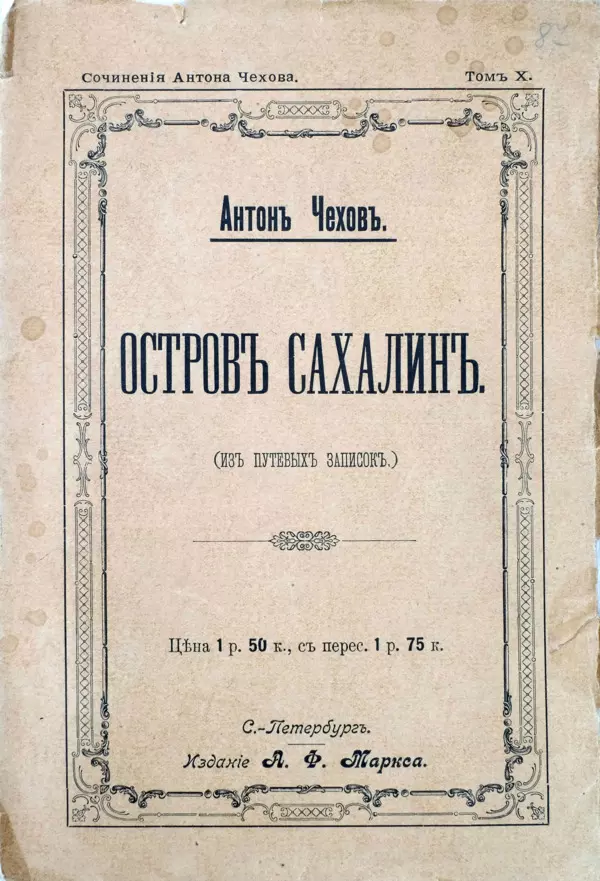 Сочиненія Антона Чехова. Томъ X.
Антонъ Чеховъ.
ОСТРОВЪ САХАЛИНЪ.
(ИЗЪ ПУТЕВЫХЪ ЗАПИСОКЪ.)
Цѣна 1 р. 50 к., съ перес. 1 р. 75 к.
С.-Петербургъ.
Изданіе А. Ф. Маркса.